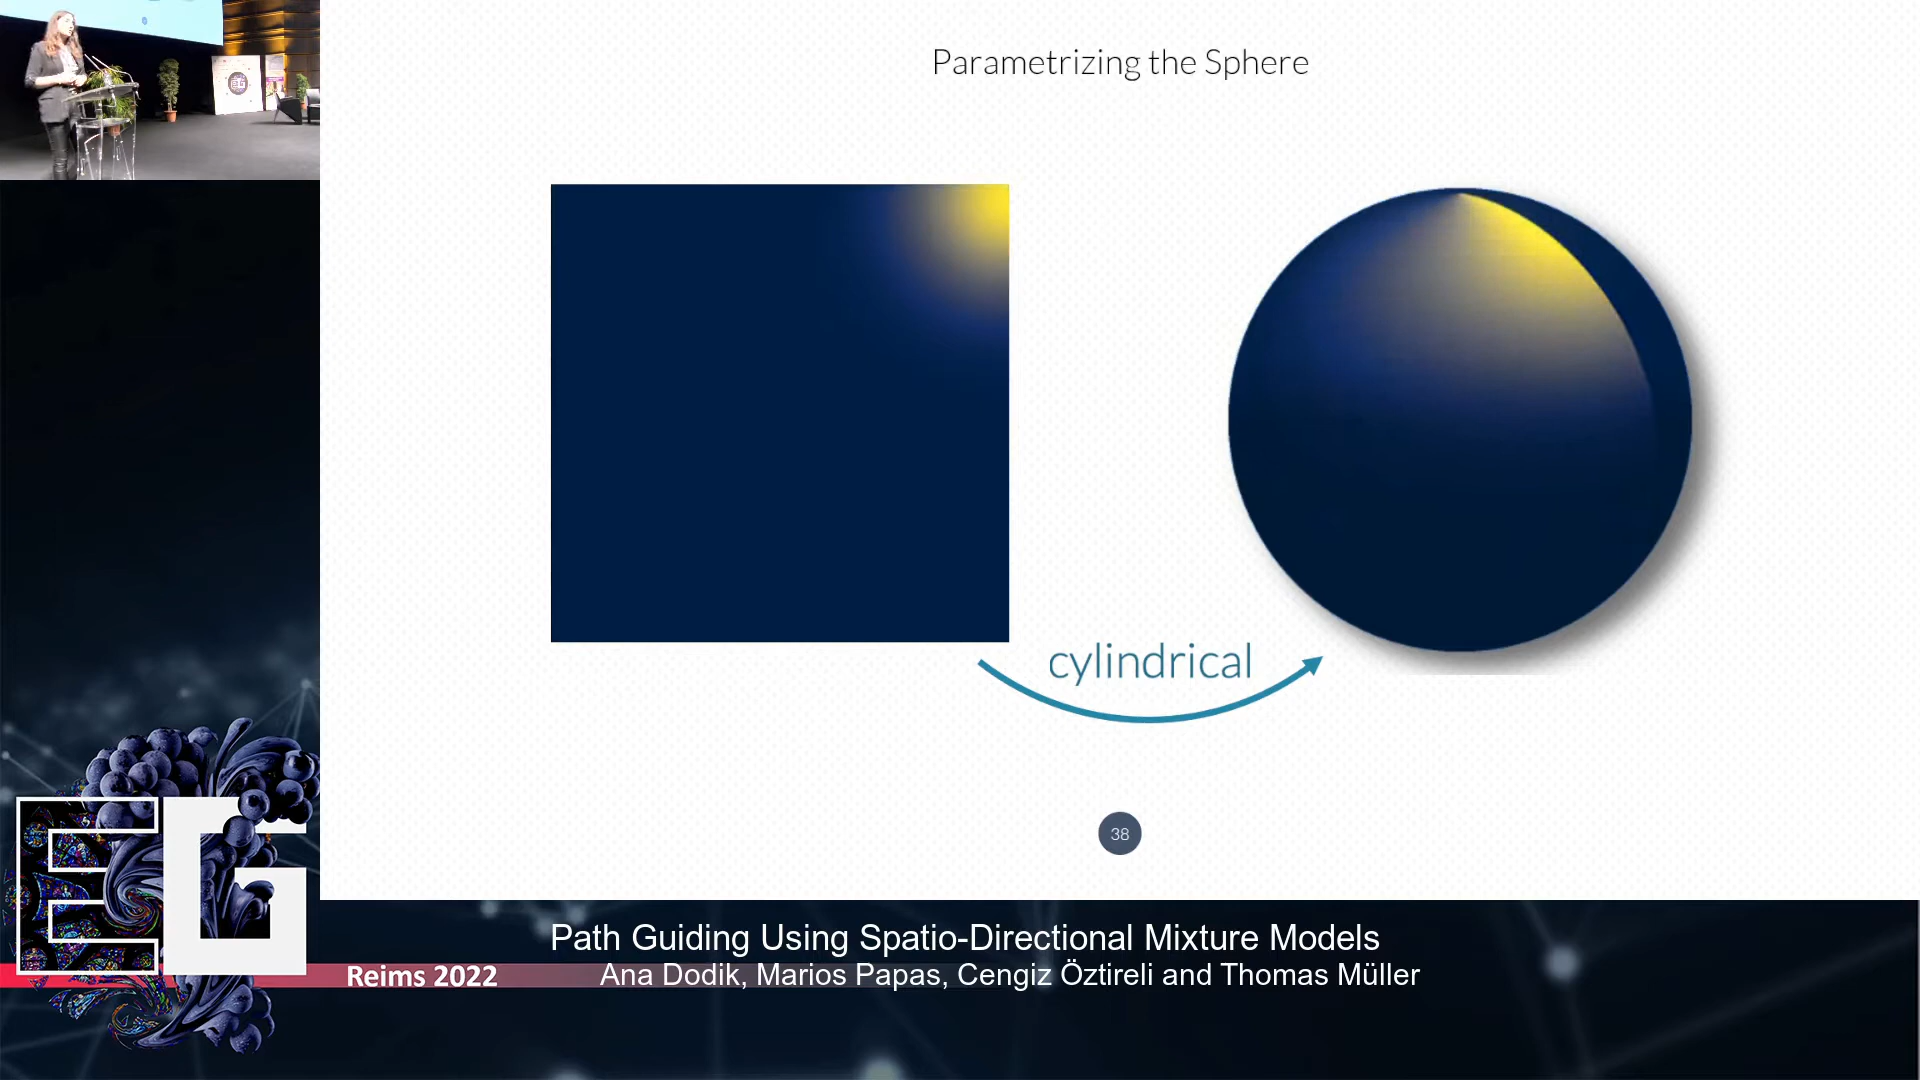 Parametrizing the Sphere
cylindrical
38
EG
Reims 2022
Path Guiding Using Spatio-Directional Mixture Models
Ana Dodik, Marios Papas, Cengiz Öztireli and Thomas Müller